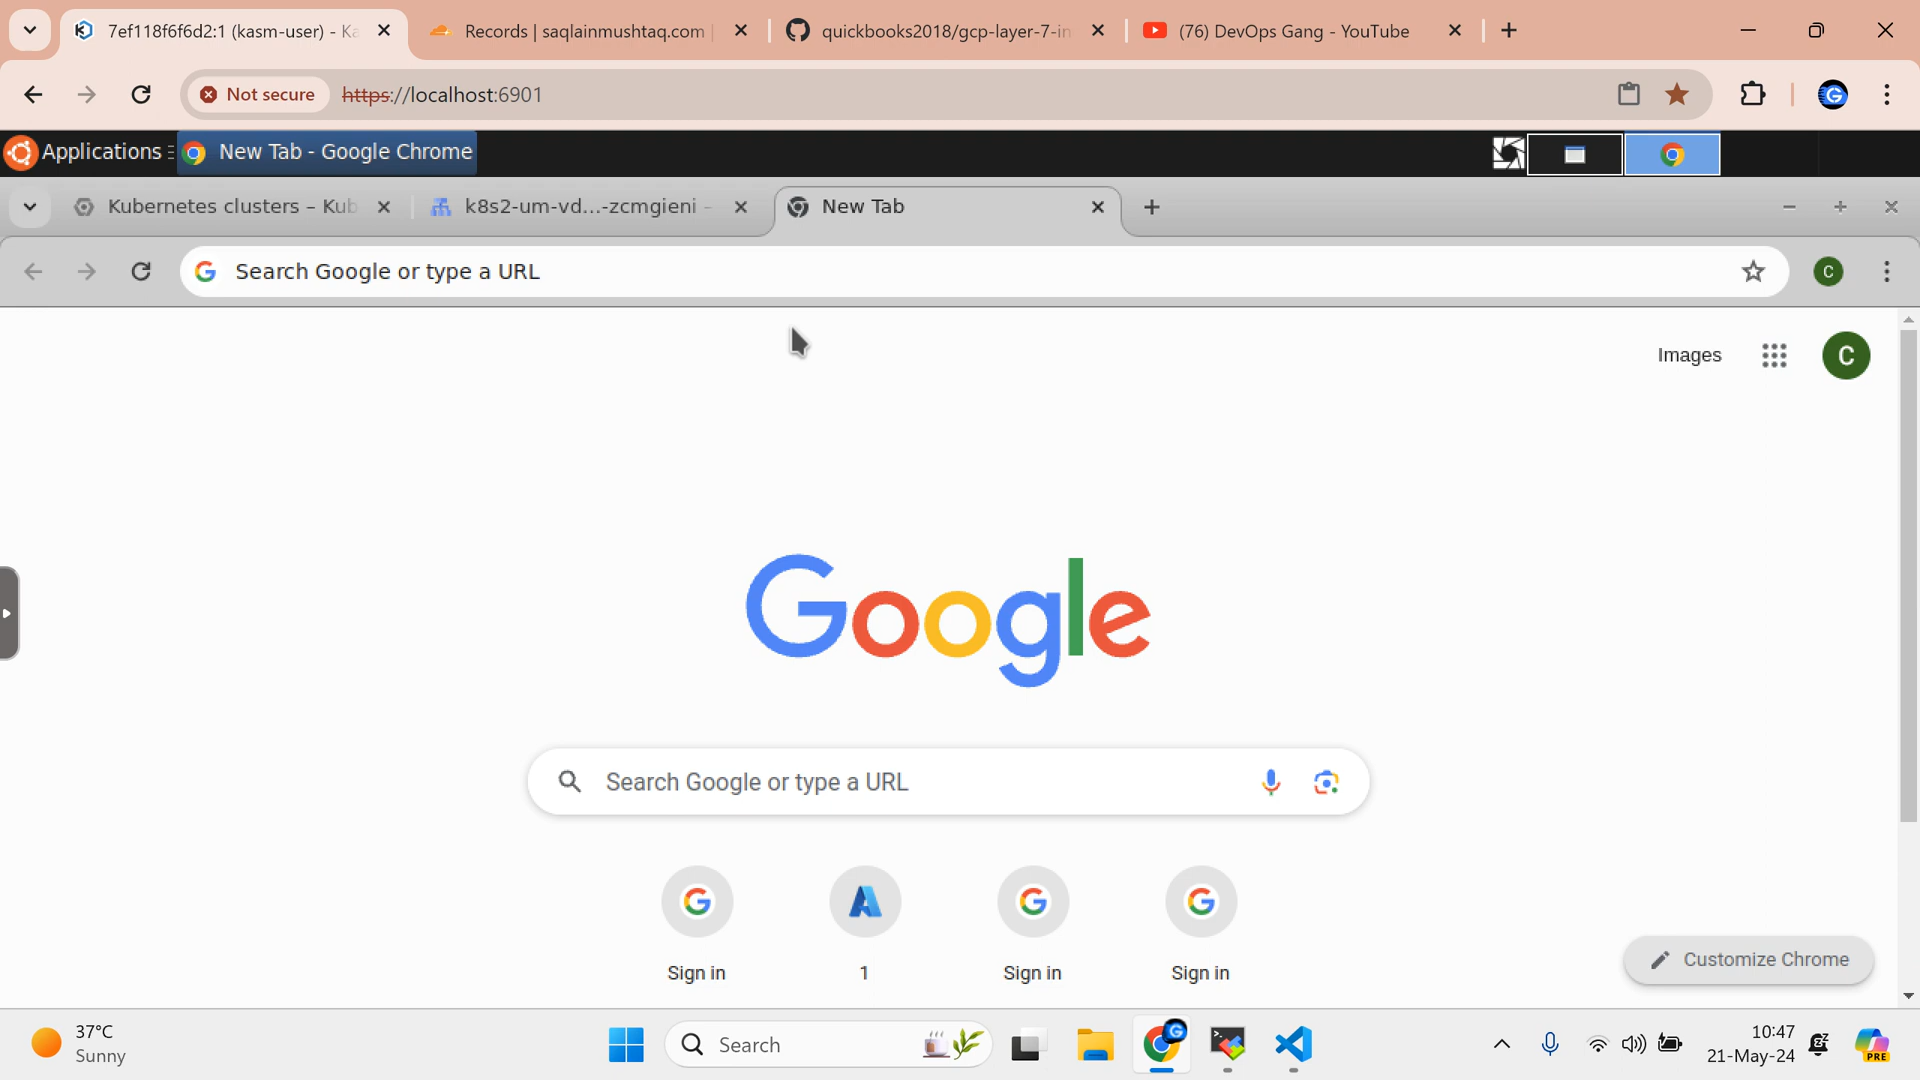 7ef118f6f6d2:1 (kasm-user) - Ka
Records | saqlainmushtaq.com
quickbooks2018/gcp-layer-7-in
(76) DevOps Gang - YouTube
Not secure
https://localhost:6901
Applications
New Tab - Google Chrome
Kubernetes clusters – Kub
k8s2-um-vd...-zcmgieni –
New Tab
Search Google or type a URL
C
Images
C
Google
Search Google or type a URL
Sign in
1
Sign in
Sign in
Customize Chrome
37°C
Sunny
Search
10:47
21-May-24
PRE